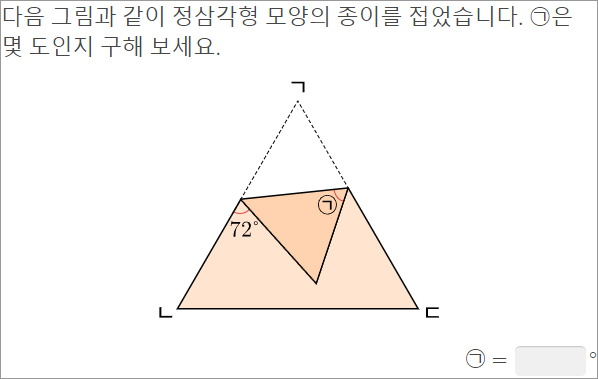 다음 그림과 같이 정삼각형 모양의 종이를 접었습니다. ㉠은
몇 도인지 구해 보세요.
ㄱ
㉠
72°
ㄴ
ㄷ
㉠ = °